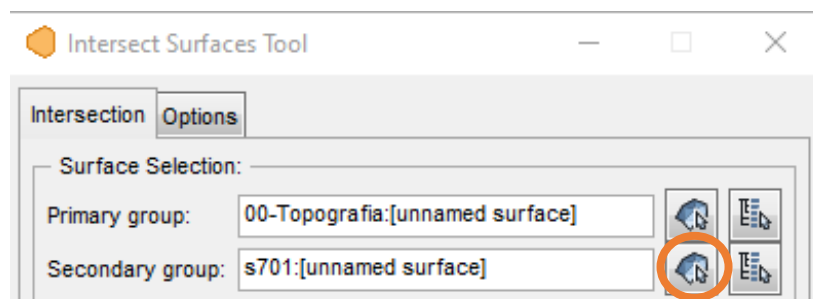 Intersect Surfaces Tool
Intersection Options
Surface Selection:
Primary group: 00-Topografia:[unnamed surface]
Secondary group: s701:[unnamed surface]